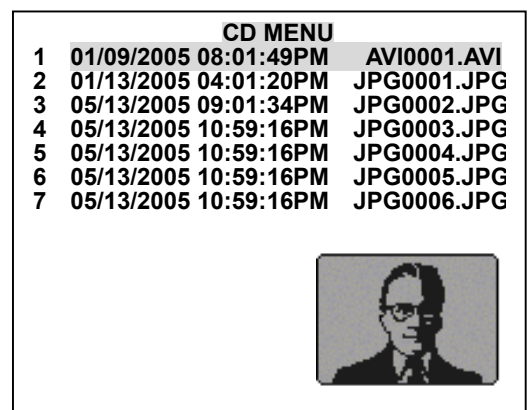 CD MENU
1 01/09/2005 08:01:49PM AVI0001.AVI
2 01/13/2005 04:01:20PM JPG0001.JPG
3 05/13/2005 09:01:34PM JPG0002.JPG
4 05/13/2005 10:59:16PM JPG0003.JPG
5 05/13/2005 10:59:16PM JPG0004.JPG
6 05/13/2005 10:59:16PM JPG0005.JPG
7 05/13/2005 10:59:16PM JPG0006.JPG